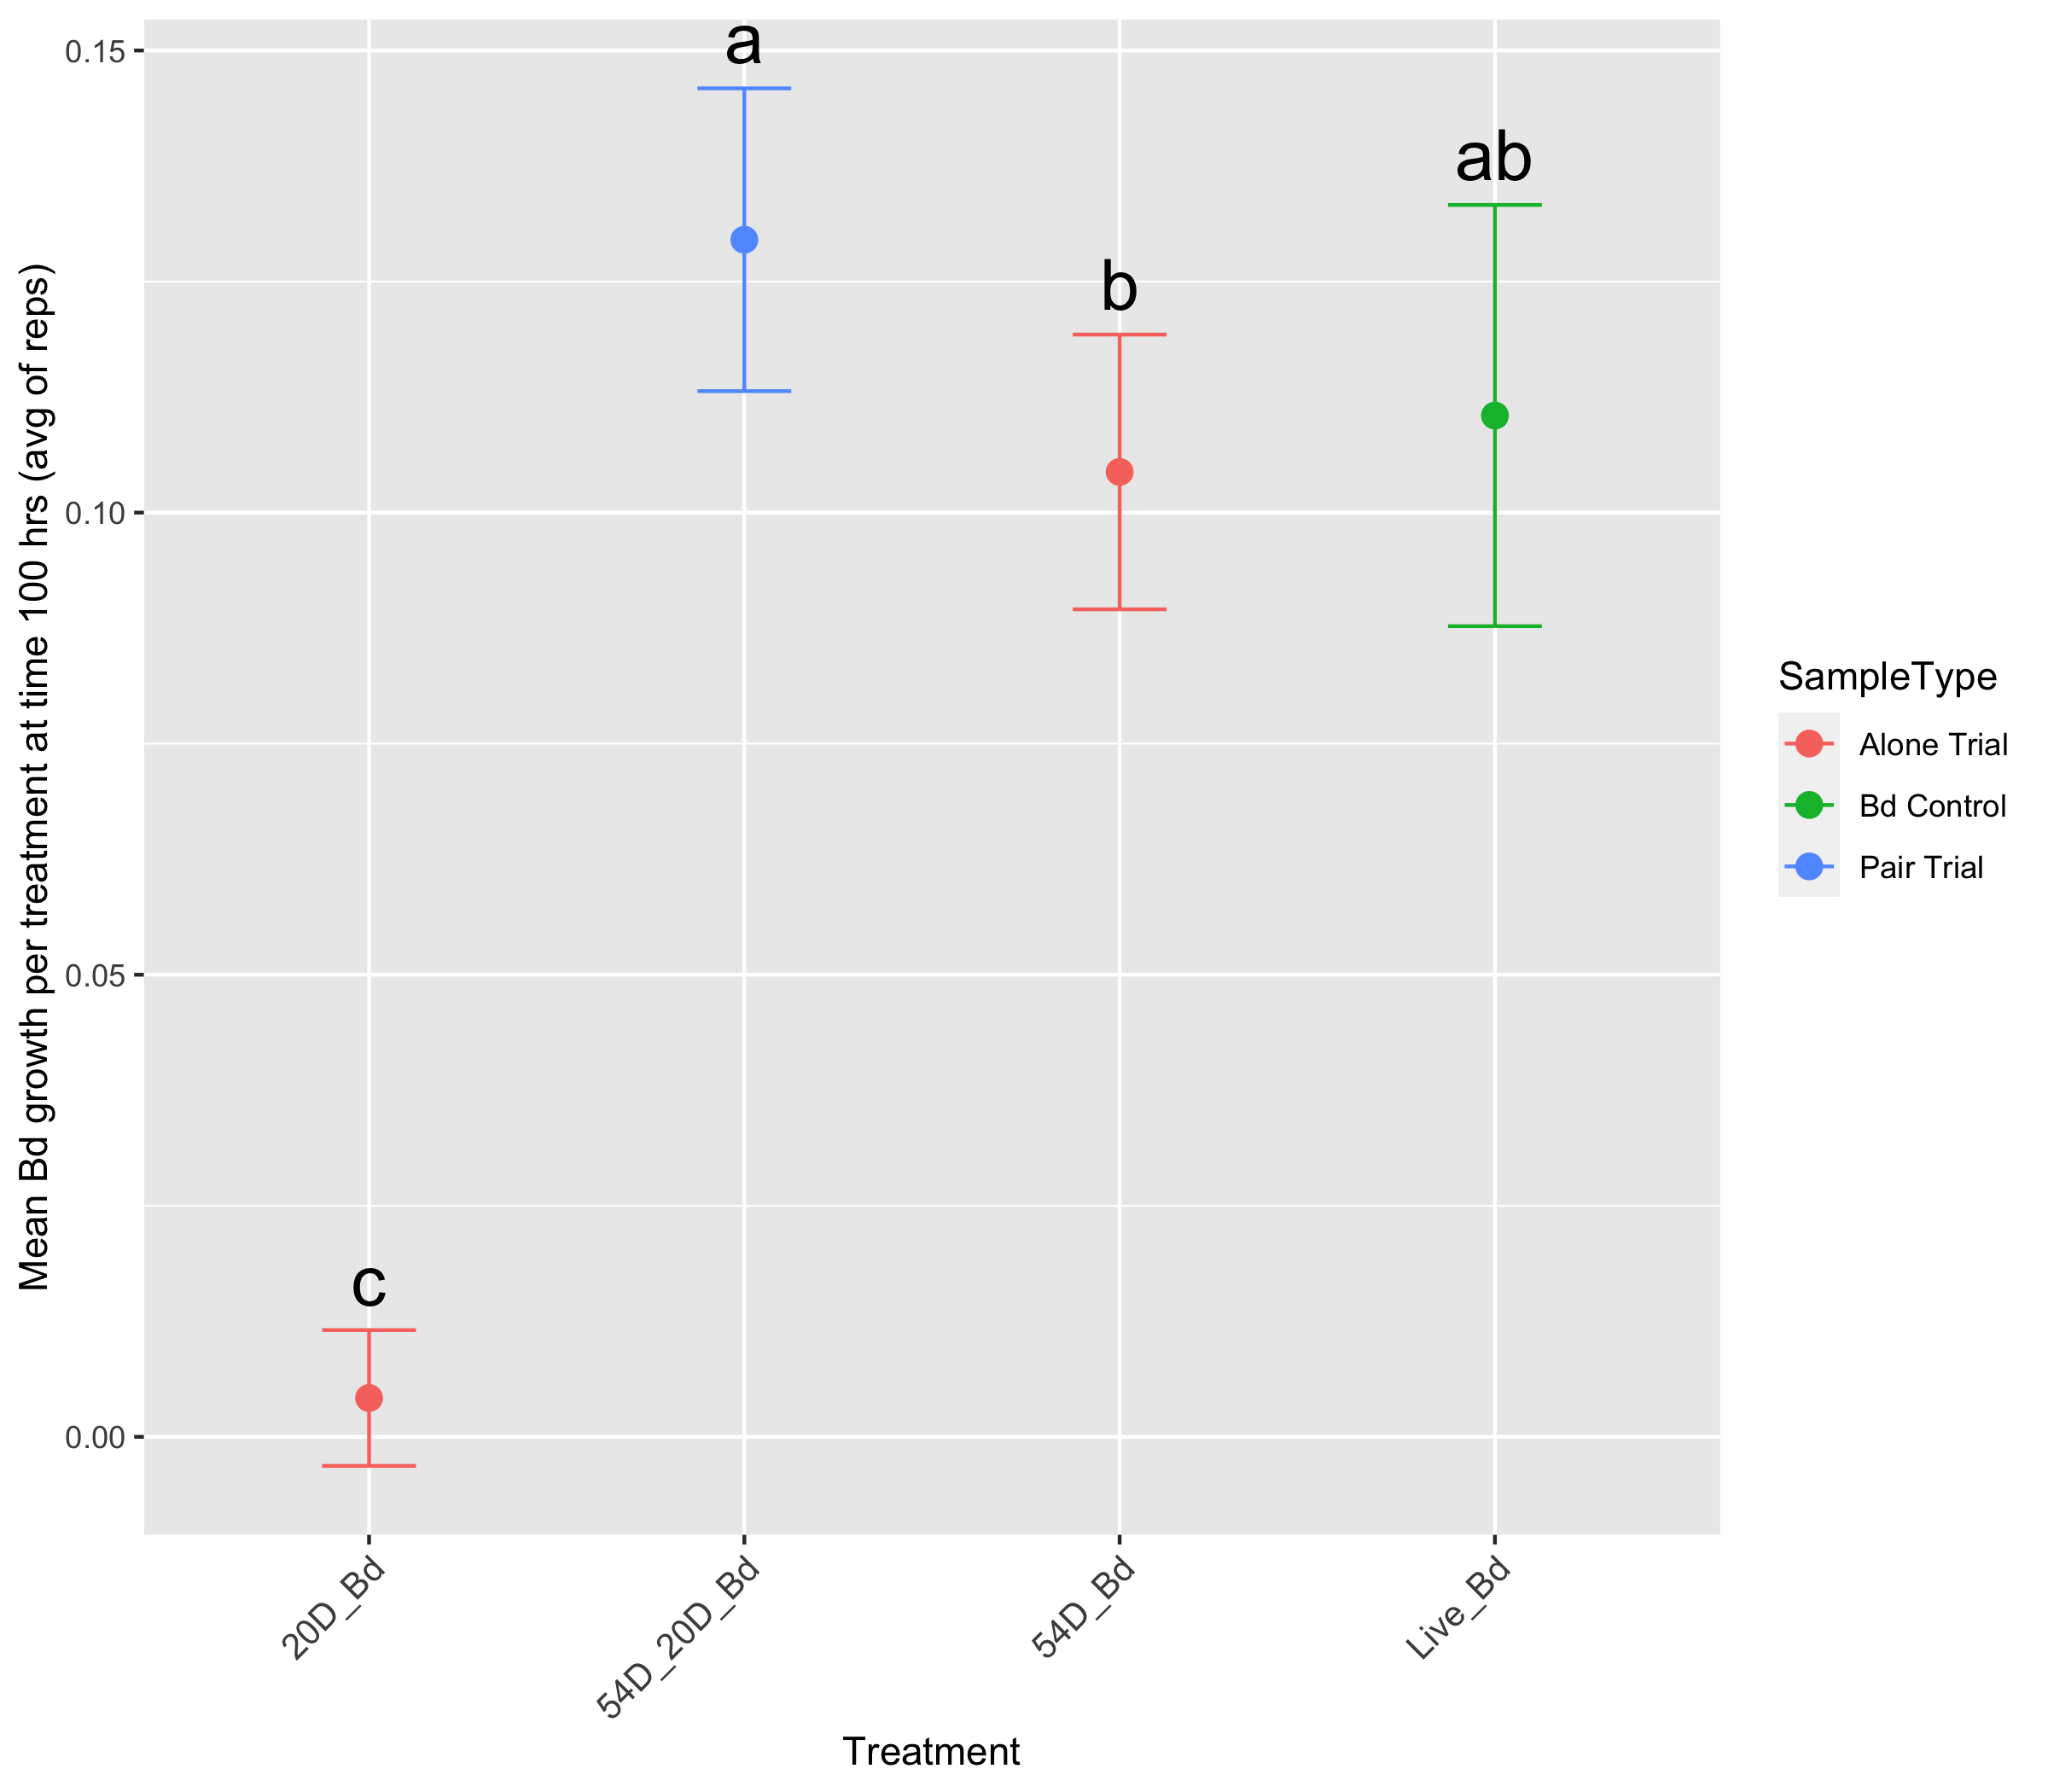 Mean Bd growth per treatment at time 100 hrs (avg of reps)
0.15
0.10
0.05
0.00
a
ab
b
c
20D_Bd
54D_20D_Bd
54D_Bd
Live_Bd
Treatment
SampleType
Alone Trial
Bd Control
Pair Trial